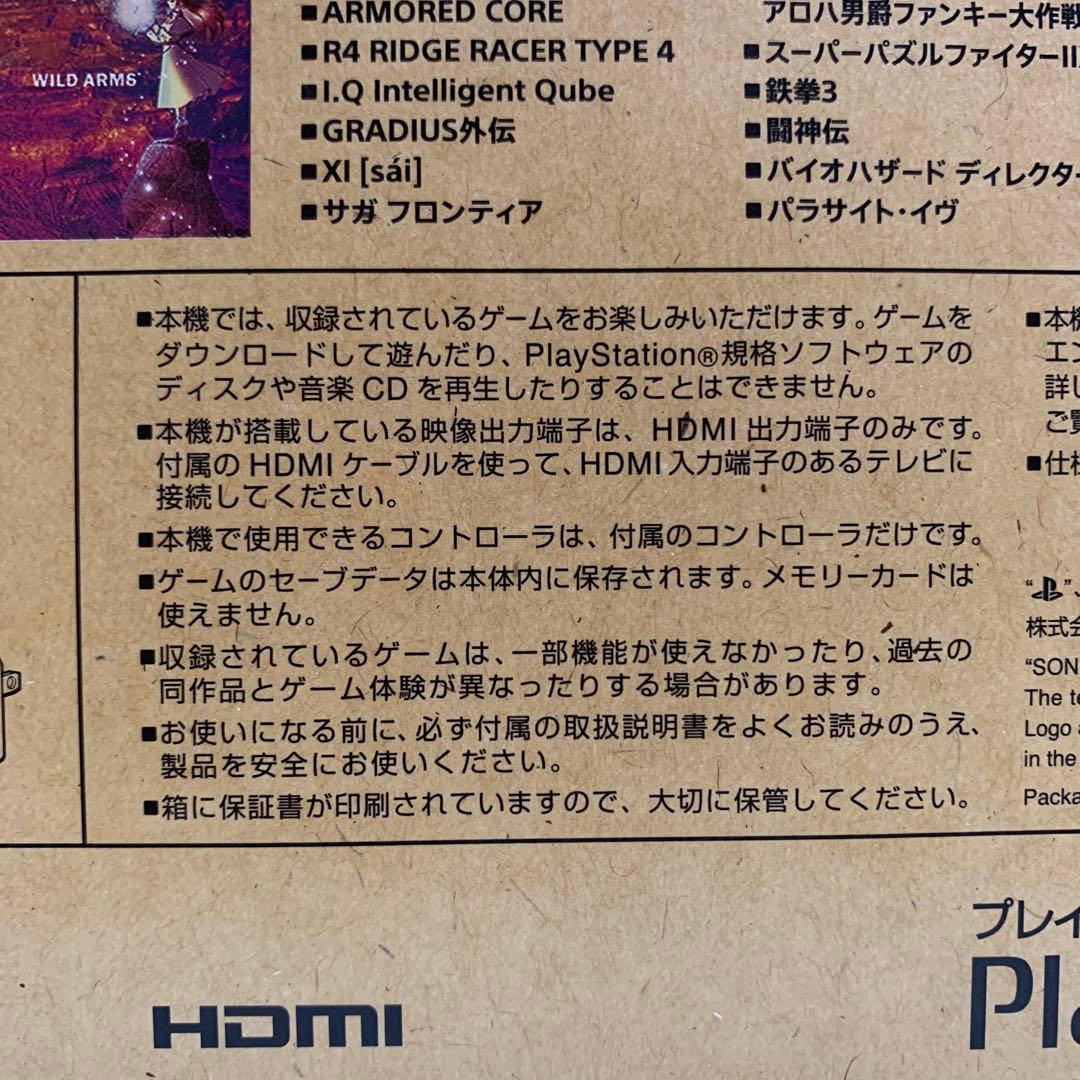 WILD ARMS
■ARMORED CORE
■R4 RIDGE RACER TYPE 4
■I.Q Intelligent Qube
■GRADIUS外伝
■XI [sái]
■サガ フロンティア
アロハ男爵ファンキー大作戦
■スーパーパズルファイターII
■鉄拳3
■闘神伝
■バイオハザード ディレクター
■パラサイト・イヴ
■本機では、収録されているゲームをお楽しみいただけます。ゲームを
ダウンロードして遊んだり、PlayStation®規格ソフトウェアの
ディスクや音楽 CD を再生したりすることはできません。
■本機が搭載している映像出力端子は、HDMI 出力端子のみです。
付属の HDMI ケーブルを使って、HDMI 入力端子のあるテレビに
接続してください。
■本機で使用できるコントローラは、付属のコントローラだけです。
■ゲームのセーブデータは本体内に保存されます。メモリーカードは
使えません。
■収録されているゲームは、一部機能が使えなかったり、過去の
同作品とゲーム体験が異なったりする場合があります。
■お使いになる前に、必ず付属の取扱説明書をよくお読みのうえ、
製品を安全にお使いください。
■箱に保証書が印刷されていますので、大切に保管してください。
■本
エン
詳し
ご覧
■仕様
株式会
“SON
The te
Logo
in the
Packa
HDMI
プレイ
Pla